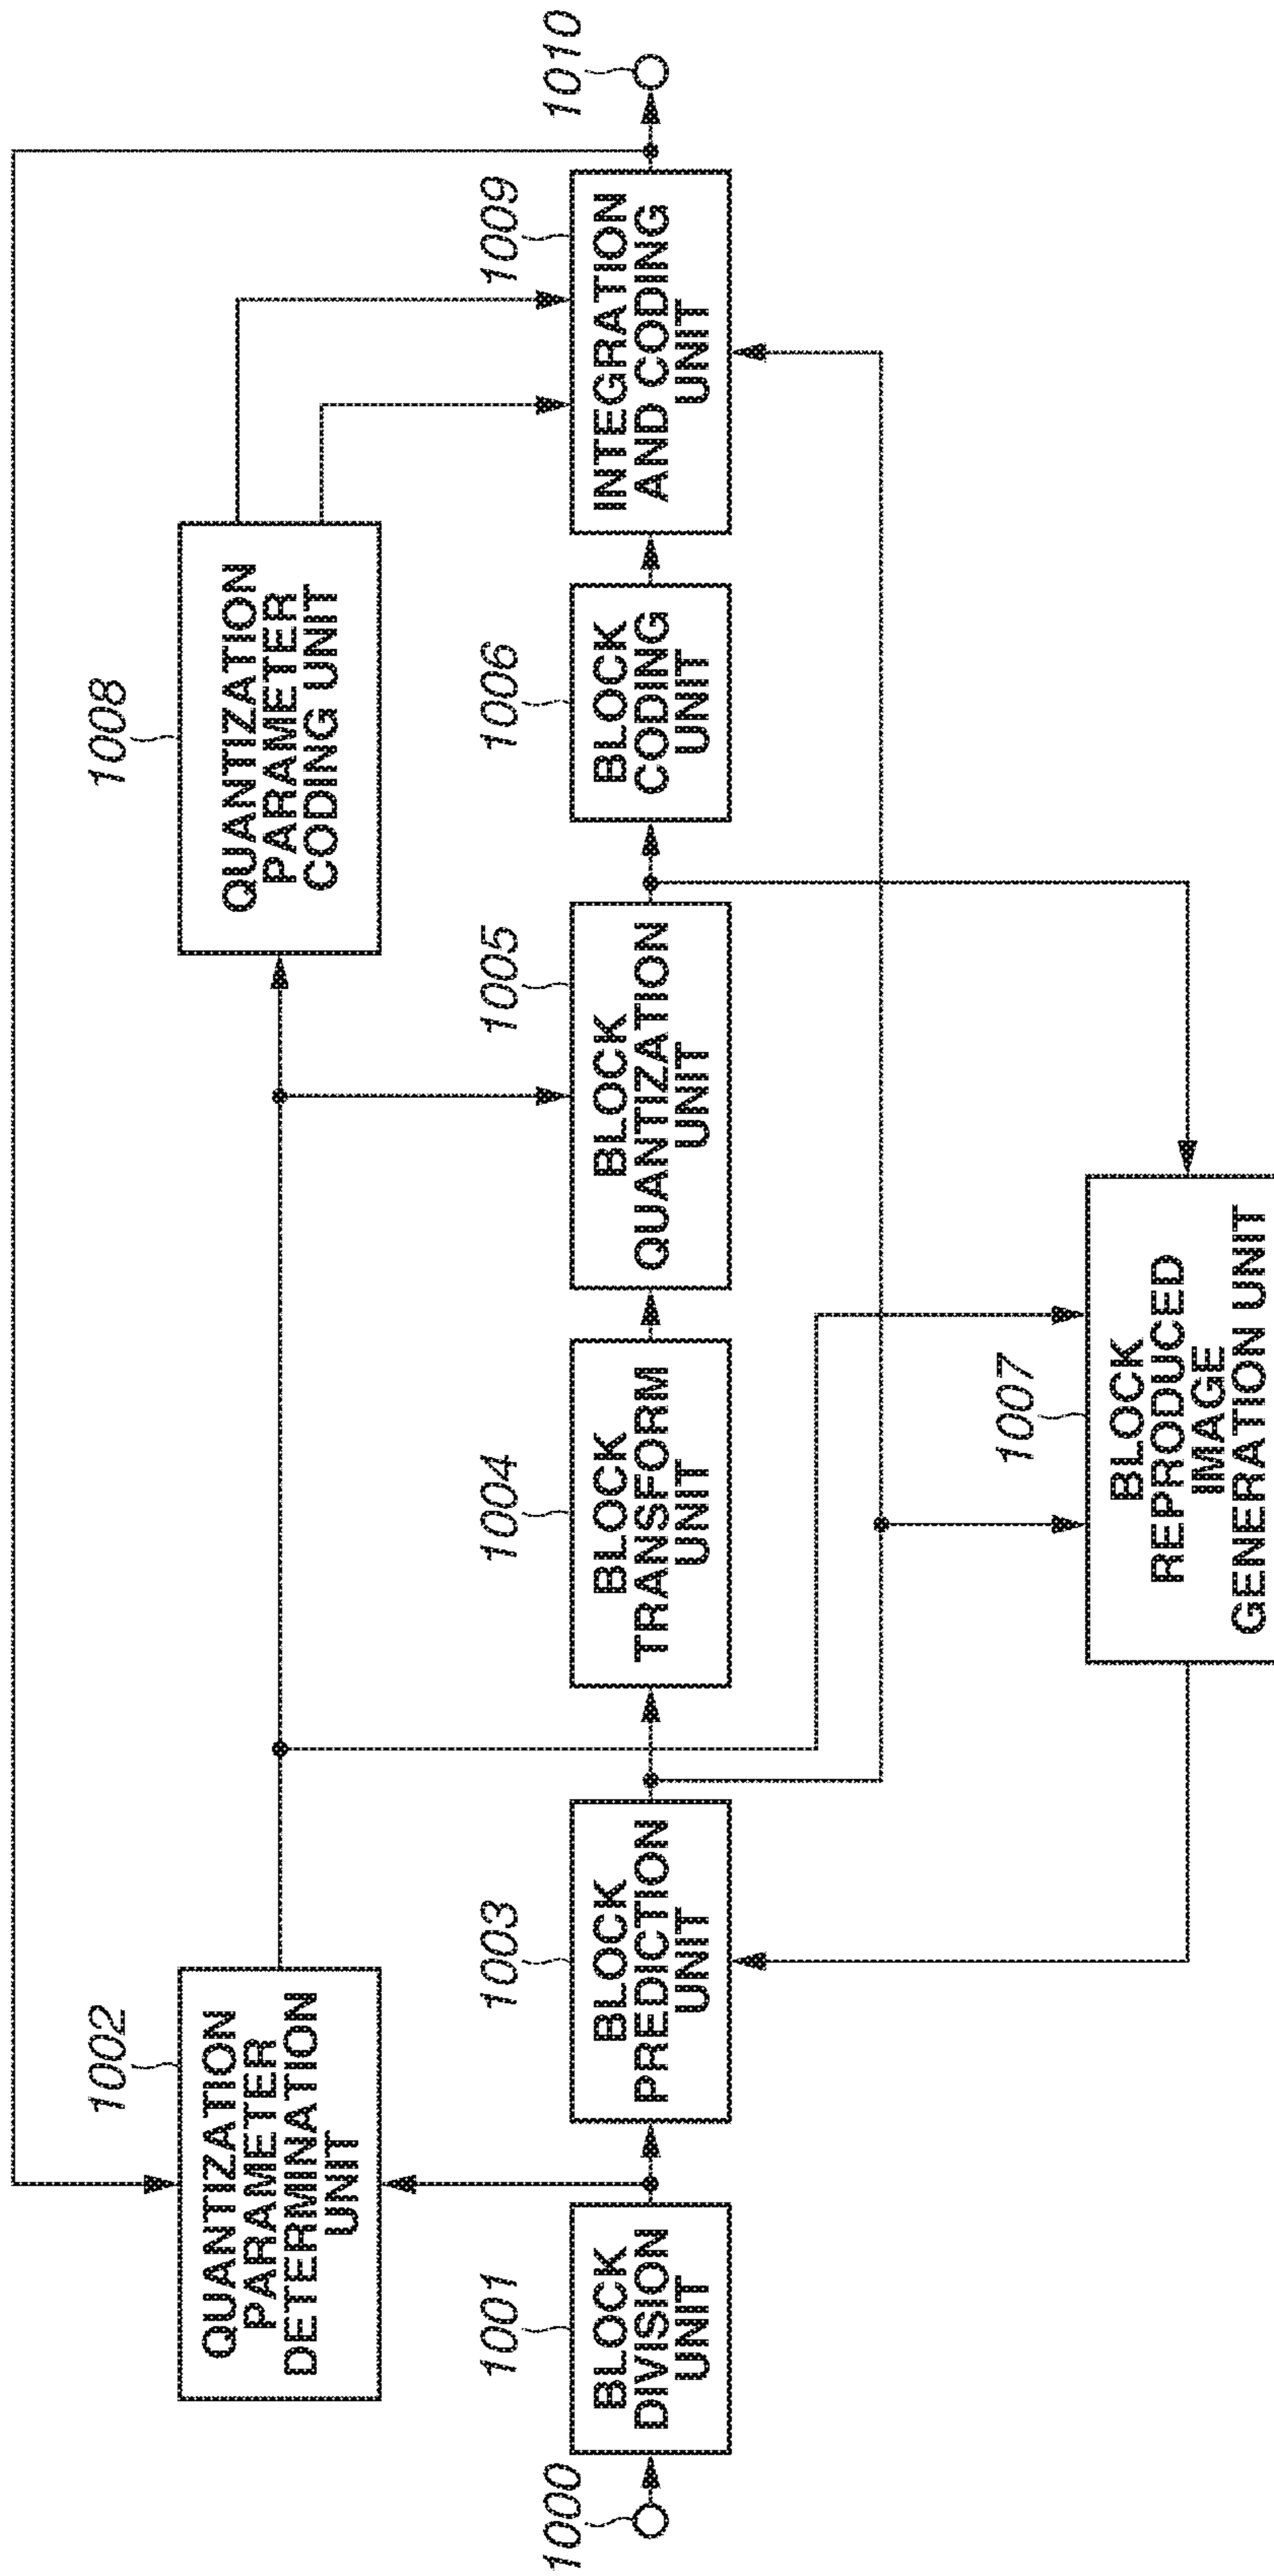 1002
QUANTIZATION
PARAMETER
DETERMINATION
UNIT
1008
QUANTIZATION
PARAMETER
CODING UNIT
1000
1001
BLOCK
DIVISION
UNIT
1003
BLOCK
PREDICTION
UNIT
1004
BLOCK
TRANSFORM
UNIT
1005
BLOCK
QUANTIZATION
UNIT
1006
BLOCK
CODING
UNIT
1009
INTEGRATION
AND CODING
UNIT
1010
1007
BLOCK
REPRODUCED
IMAGE
GENERATION UNIT